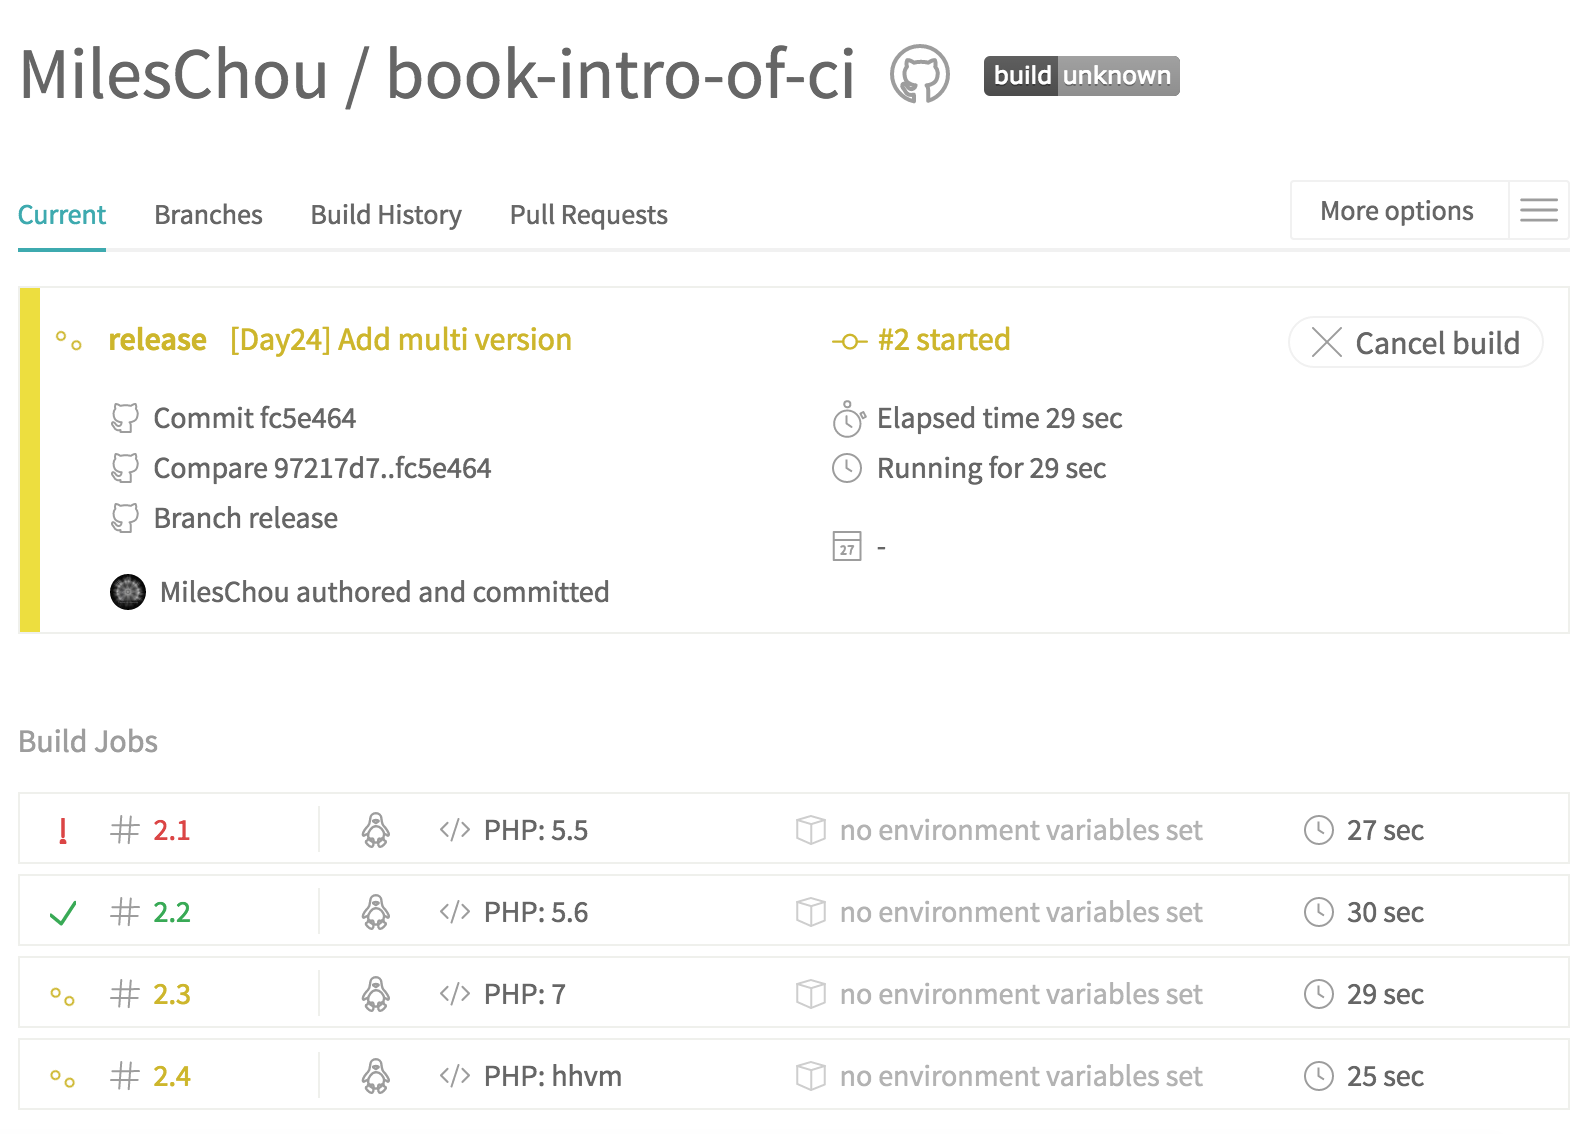 MilesChou / book-intro-of-ci build unknown
Current Branches Build History Pull Requests More options
release [Day24] Add multi version #2 started Cancel build
Commit fc5e464 Elapsed time 29 sec
Compare 97217d7..fc5e464 Running for 29 sec
Branch release
27 -
MilesChou authored and committed
Build Jobs
! # 2.1 </> PHP: 5.5 no environment variables set 27 sec
# 2.2 </> PHP: 5.6 no environment variables set 30 sec
# 2.3 </> PHP: 7 no environment variables set 29 sec
# 2.4 </> PHP: hhvm no environment variables set 25 sec